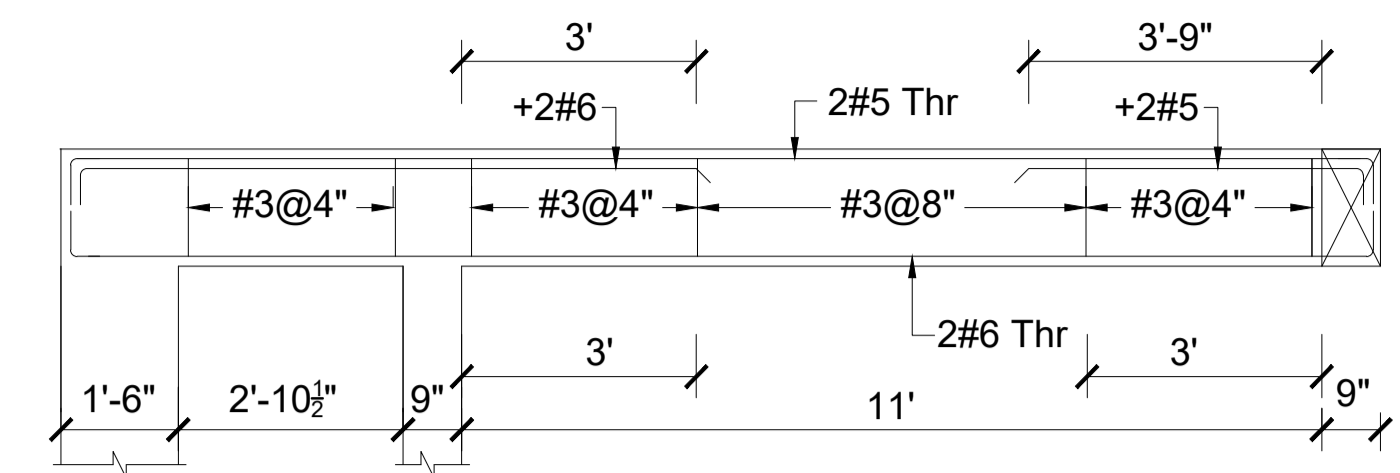 3' 3'-9"
+2#6 2#5 Thr +2#5
#3@4" #3@4" #3@8" #3@4"
2#6 Thr
3' 3'
1'-6" 2'-10½" 9" 11' 9"